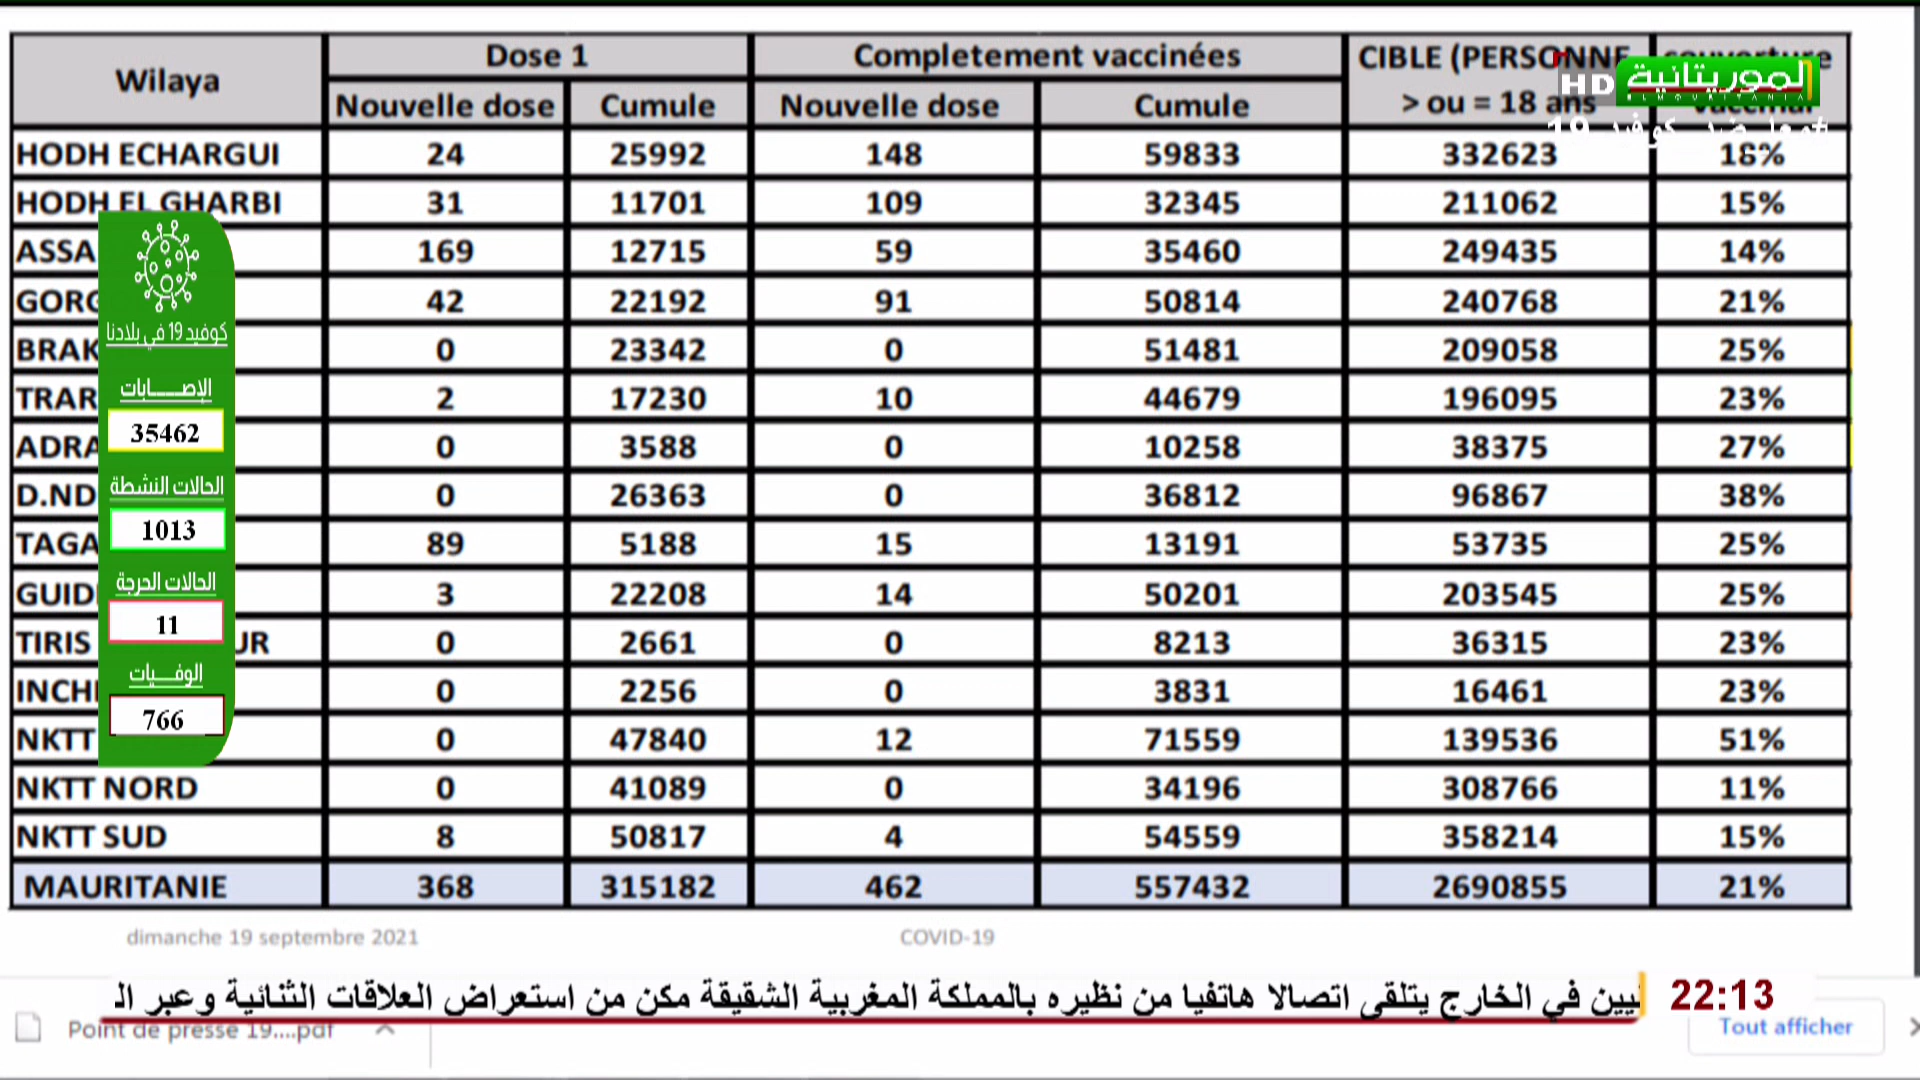 Wilaya Dose 1 Completement vaccinées CIBLE (PERSONNE
Nouvelle dose Cumule Nouvelle dose Cumule > ou = 18 ans
HD الموريتانية
ELMOURITANIA
HODH ECHARGUI 24 25992 148 59833 332623 18%
HODH EL GHARBI 31 11701 109 32345 211062 15%
ASSA 169 12715 59 35460 249435 14%
GORG 42 22192 91 50814 240768 21%
BRAK 0 23342 0 51481 209058 25%
TRAR 2 17230 10 44679 196095 23%
ADRA 0 3588 0 10258 38375 27%
D.ND 0 26363 0 36812 96867 38%
TAGA 89 5188 15 13191 53735 25%
GUID 3 22208 14 50201 203545 25%
TIRIS UR 0 2661 0 8213 36315 23%
INCHI 0 2256 0 3831 16461 23%
NKTT 0 47840 12 71559 139536 51%
NKTT NORD 0 41089 0 34196 308766 11%
NKTT SUD 8 50817 4 54559 358214 15%
MAURITANIE 368 315182 462 557432 2690855 21%
كوفيد 19 في بلادنا
الإصــــابات
35462
الحالات النشطة
1013
الحالات الحرجة
11
الوفــيات
766
dimanche 19 septembre 2021 COVID-19
ليين في الخارج يتلقى اتصالا هاتفيا من نظيره بالمملكة المغربية الشقيقة مكن من استعراض العلاقات الثنائية وعبر ال
22:13
Point de presse 19....pdf
Tout afficher